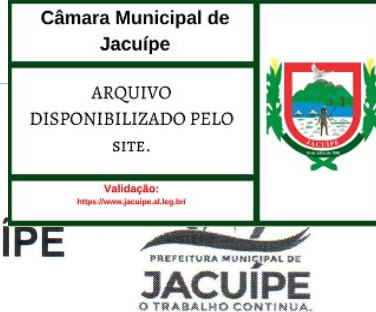 Câmara Municipal de
Jacuípe
ARQUIVO
DISPONIBILIZADO PELO
SITE.
Validação:
https://www.jacuipe.al.leg.br/
JACUÍPE
ÍPE
PREFEITURA MUNICIPAL DE
JACUÍPE
O TRABALHO CONTINUA.